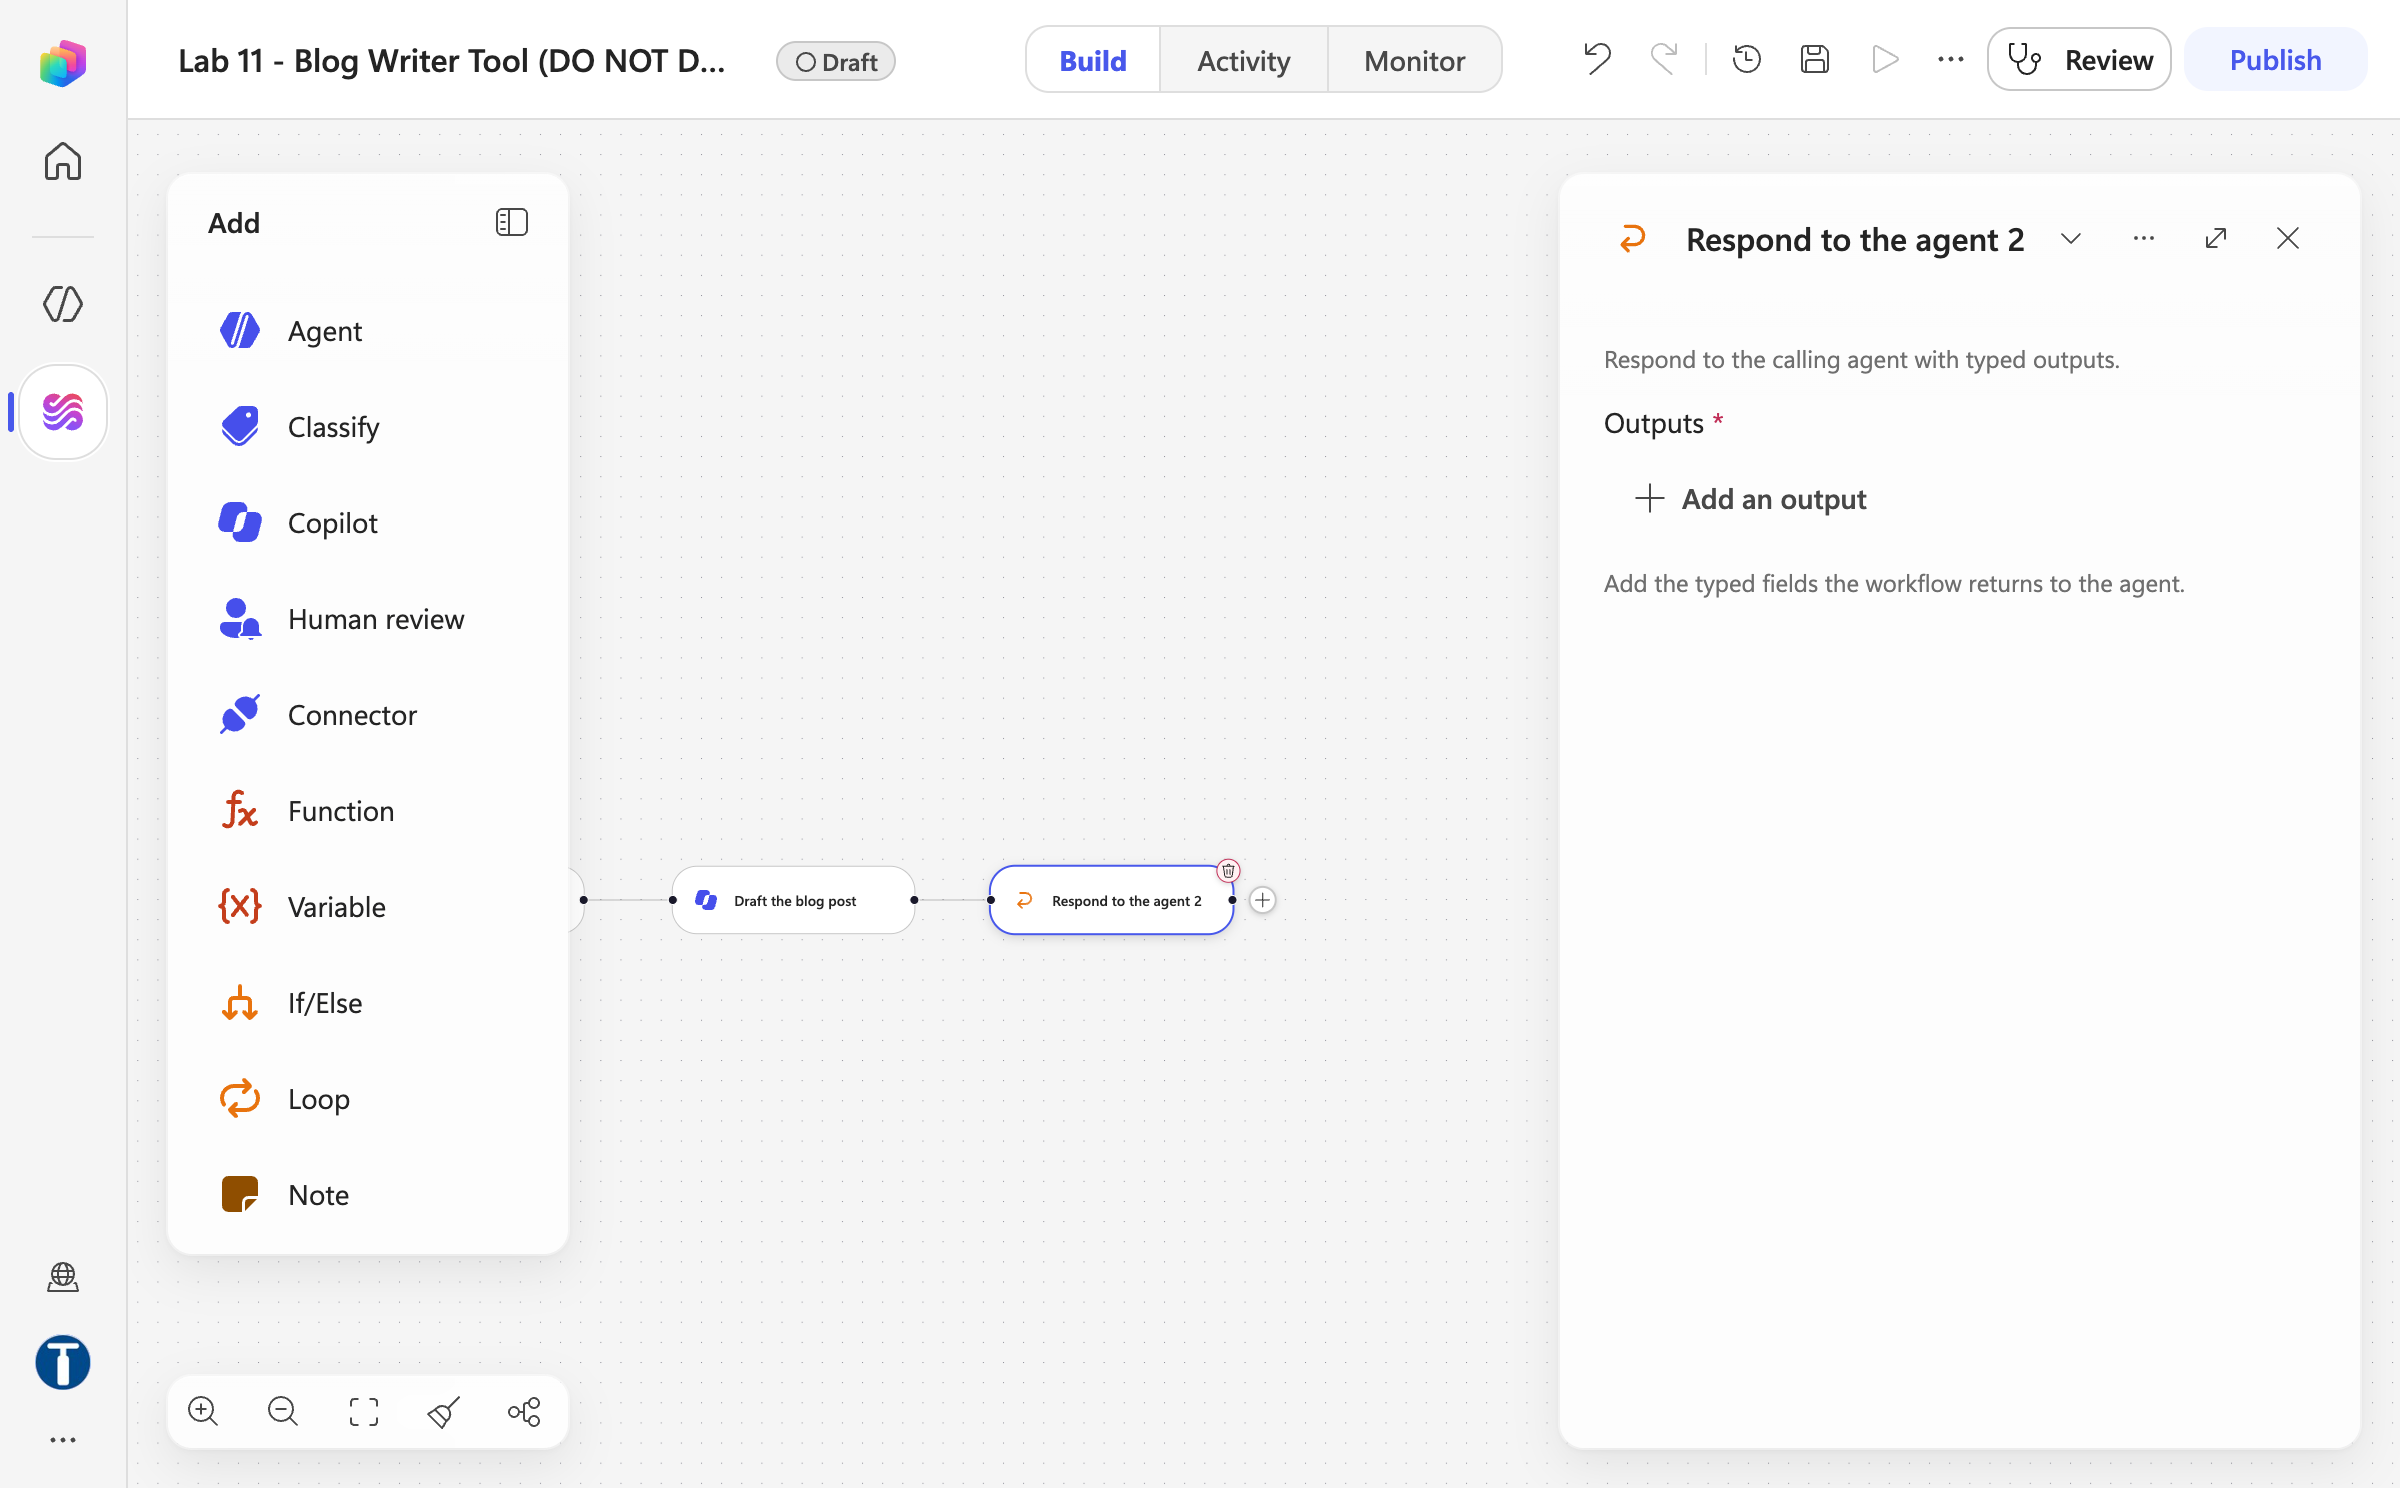 Lab 11 - Blog Writer Tool (DO NOT D...
Draft
Build
Activity
Monitor
Review
Publish
Add
Agent
Classify
Copilot
Human review
Connector
Function
Variable
If/Else
Loop
Note
Draft the blog post
Respond to the agent 2
Respond to the agent 2
Respond to the calling agent with typed outputs.
Outputs *
Add an output
Add the typed fields the workflow returns to the agent.